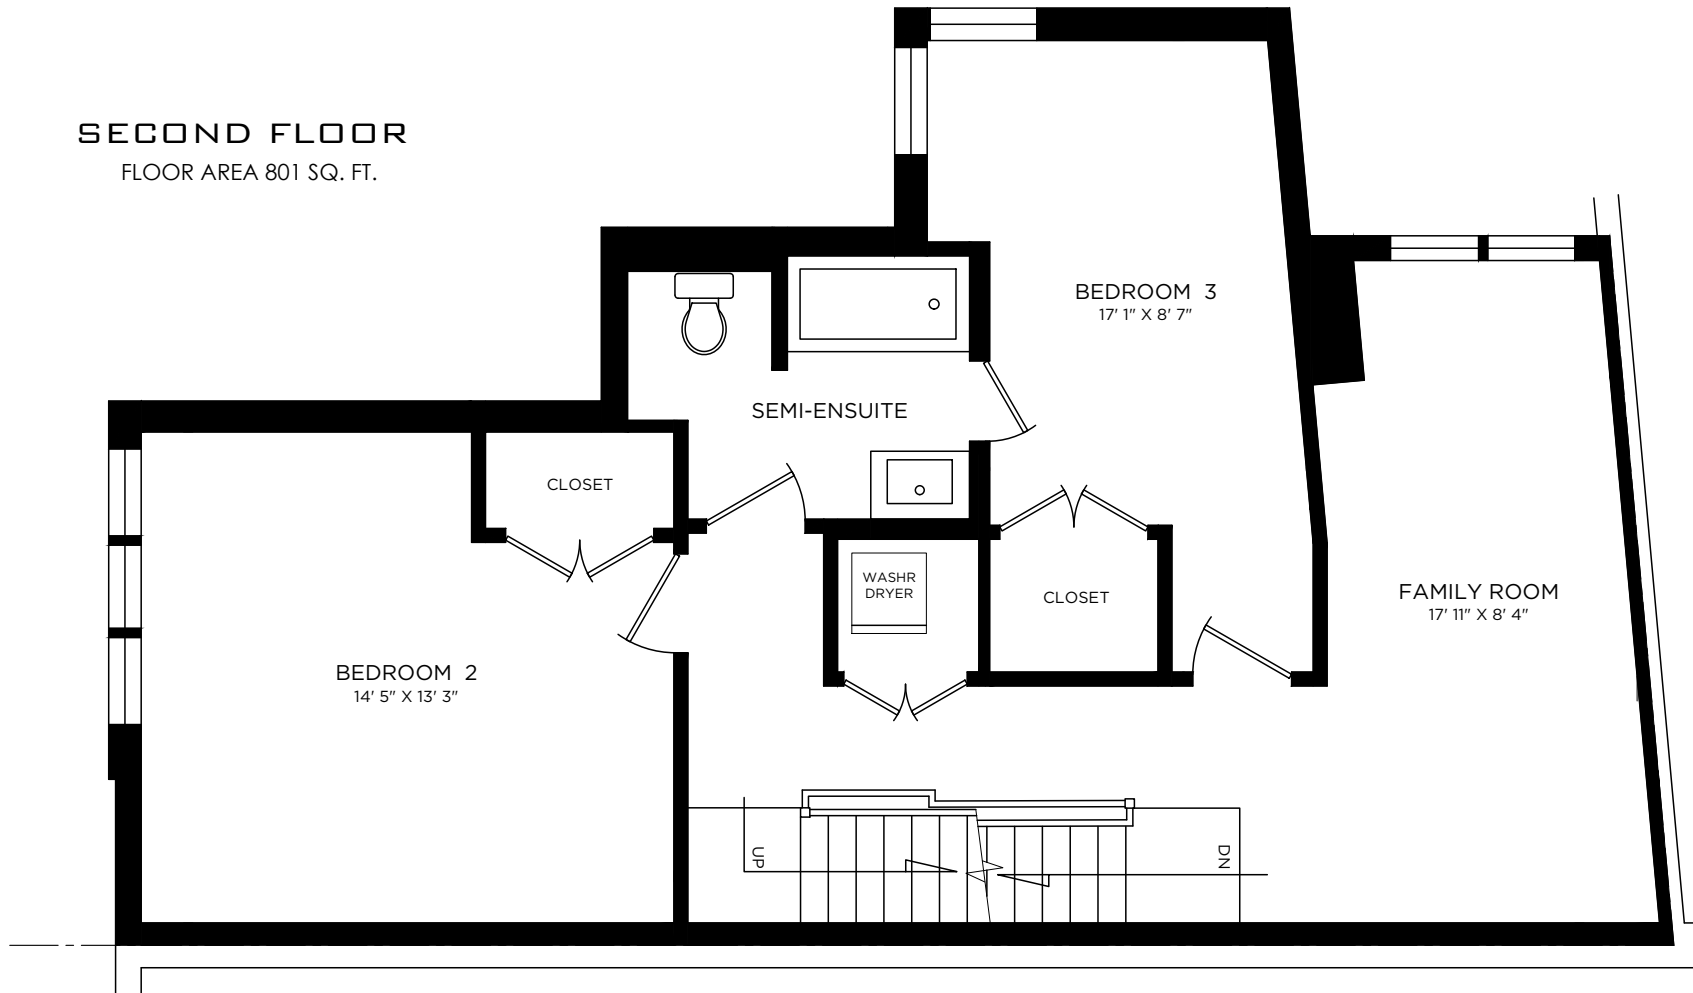 SECOND FLOOR
FLOOR AREA 801 SQ. FT.
BEDROOM 3
17' 1" X 8' 7"
SEMI-ENSUITE
CLOSET
WASHR
DRYER
CLOSET
FAMILY ROOM
17' 11" X 8' 4"
BEDROOM 2
14' 5" X 13' 3"
UP
DN